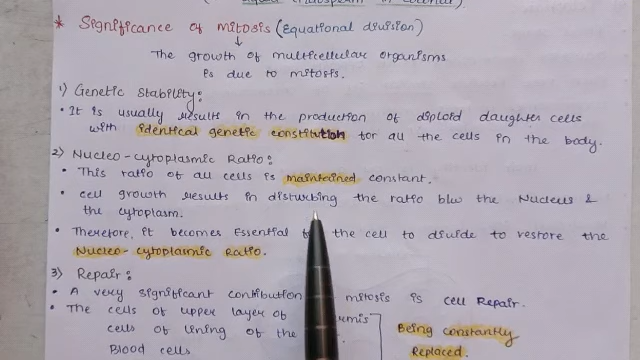 * Significance of mitosis (Equational division)
The growth of multicellular organisms
is due to mitosis.
1) Genetic Stability:
• It is usually results in the production of diploid daughter cells
with identical genetic constitution for all the cells in the body.
2) Nucleo-cytoplasmic Ratio:
• This ratio of all cells is maintained constant.
• Cell growth results in disturbing the ratio b/w the Nucleus &
the cytoplasm.
• Therefore, it becomes Essential the cell to divide to restore the
Nucleo-cytoplasmic Ratio.
3) Repair:
• A very significant contribution mitosis is cell Repair.
• The cells of upper layer of
cells of lining of the
Blood cells
Being constantly
Replaced.